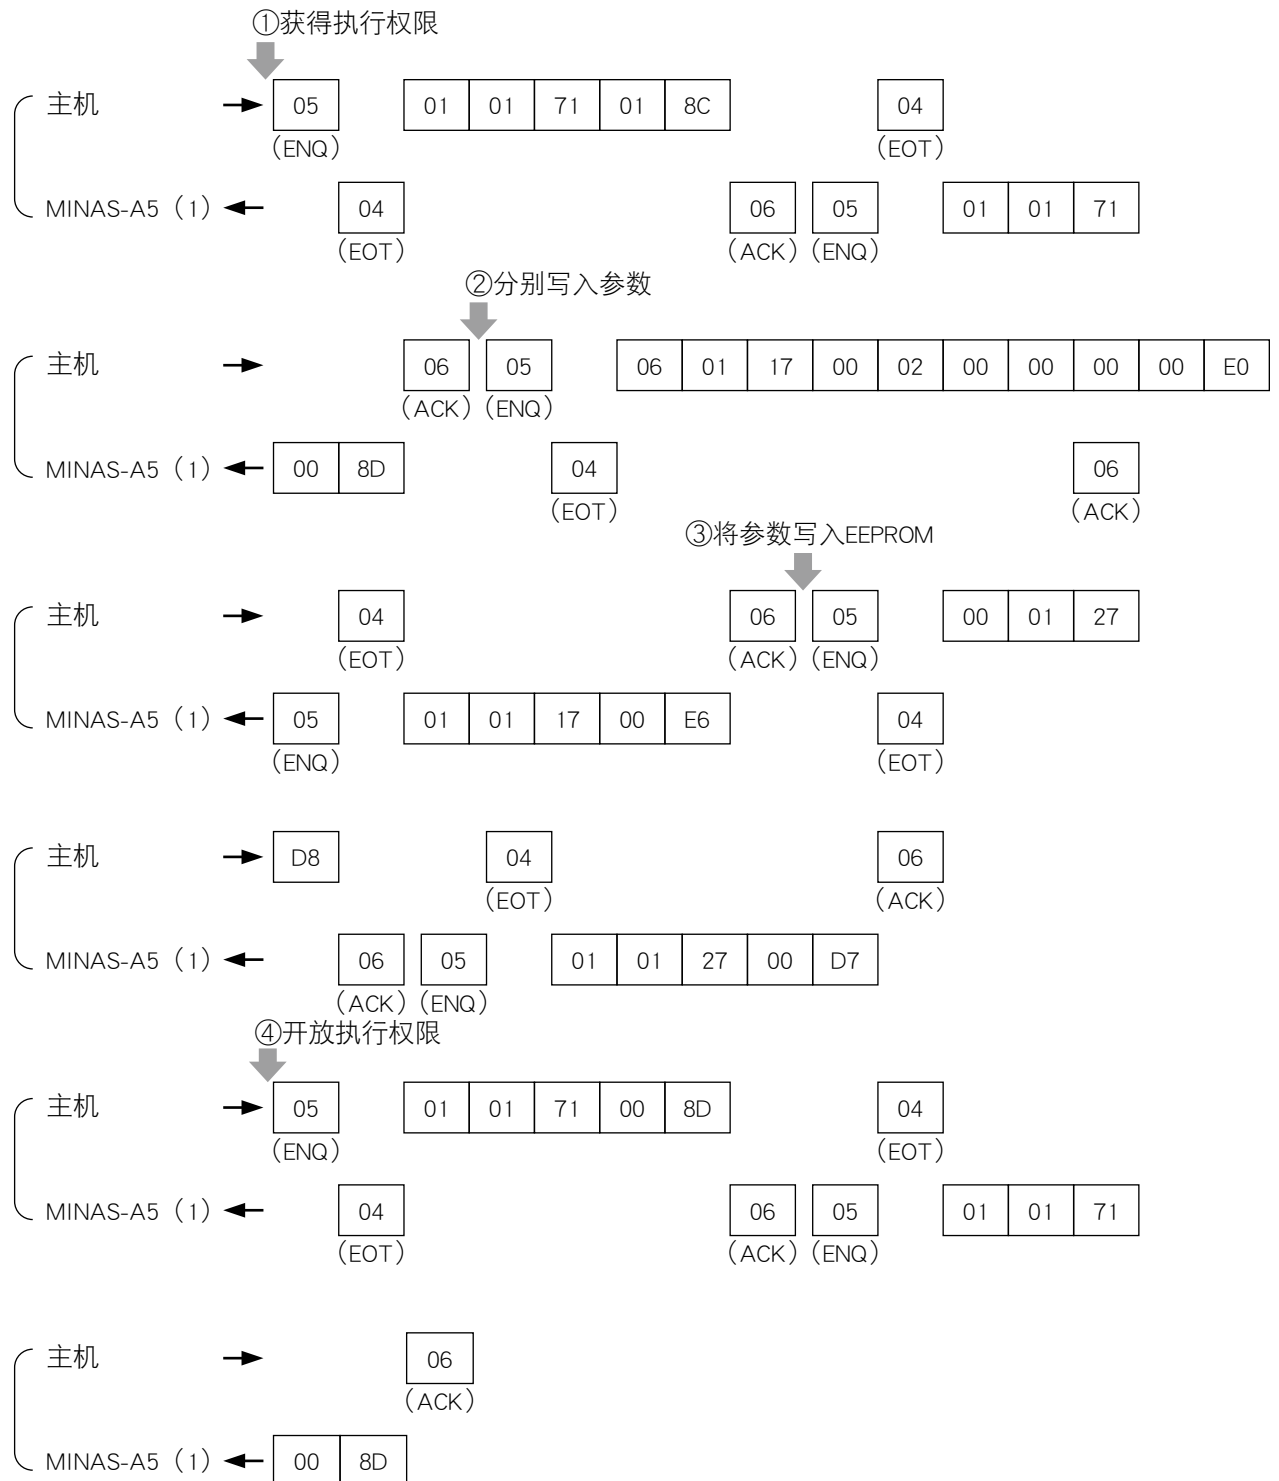 ①获得执行权限
主机 05 01 01 71 01 8C 04
(ENQ) (EOT)
MINAS-A5 (1) 04 06 05 01 01 71
(EOT) (ACK) (ENQ)
②分别写入参数
主机 06 05 06 01 17 00 02 00 00 00 00 E0
(ACK) (ENQ)
MINAS-A5 (1) 00 8D 04 06
(EOT) (ACK)
③将参数写入EEPROM
主机 04 06 05 00 01 27
(EOT) (ACK) (ENQ)
MINAS-A5 (1) 05 01 01 17 00 E6 04
(ENQ) (EOT)
主机 D8 04 06
(EOT) (ACK)
MINAS-A5 (1) 06 05 01 01 27 00 D7
(ACK) (ENQ)
④开放执行权限
主机 05 01 01 71 00 8D 04
(ENQ) (EOT)
MINAS-A5 (1) 04 06 05 01 01 71
(EOT) (ACK) (ENQ)
主机 06
(ACK)
MINAS-A5 (1) 00 8D